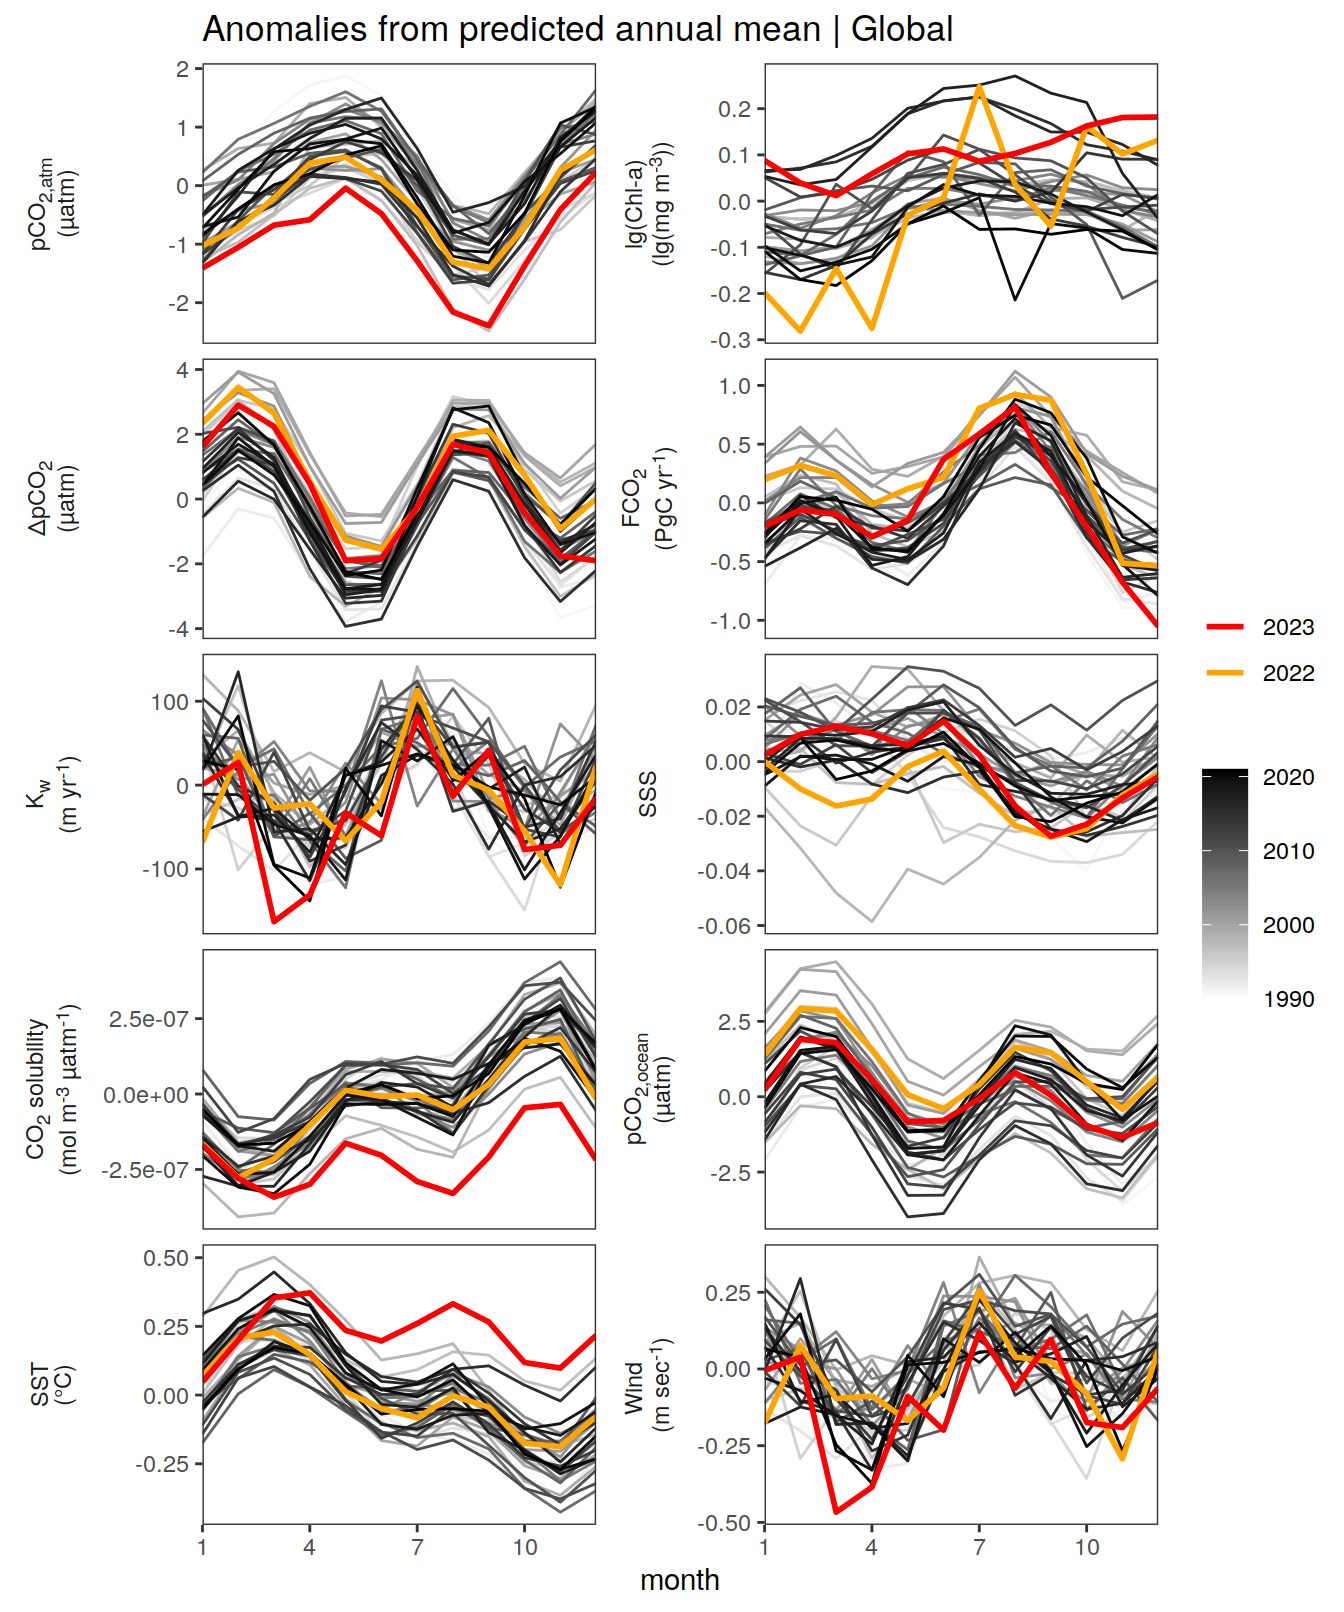 Anomalies from predicted annual mean | Global
pCO2,atm
(µatm)
2
1
0
-1
-2
lg(Chl-a)
(lg(mg m-3))
0.2
0.1
0.0
-0.1
-0.2
-0.3
ΔpCO2
(µatm)
4
2
0
-2
-4
FCO2
(PgC yr-1)
1.0
0.5
0.0
-0.5
-1.0
Kw
(m yr-1)
100
0
-100
SSS
0.02
0.00
-0.02
-0.04
-0.06
CO2 solubility
(mol m-3 µatm-1)
2.5e-07
0.0e+00
-2.5e-07
pCO2,ocean
(µatm)
2.5
0.0
-2.5
SST
(°C)
0.50
0.25
0.00
-0.25
Wind
(m sec-1)
0.25
0.00
-0.25
-0.50
1 4 7 10
1 4 7 10
month
2023
2022
2020
2010
2000
1990